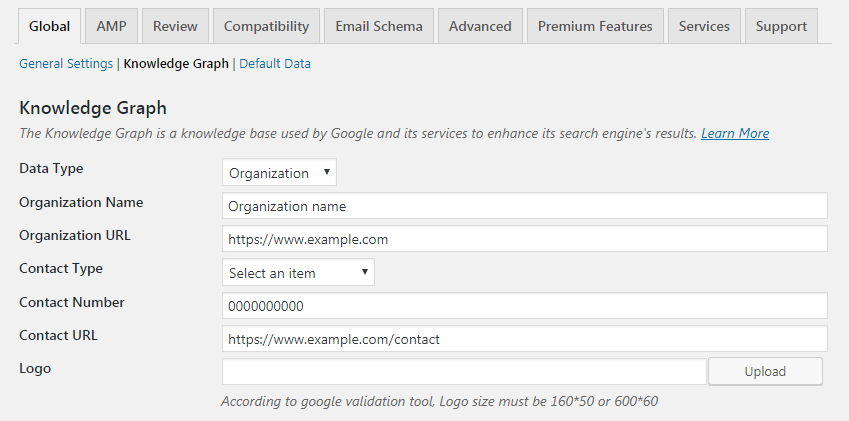 Global AMP Review Compatibility Email Schema Advanced Premium Features Services Support
General Settings | Knowledge Graph | Default Data
Knowledge Graph
The Knowledge Graph is a knowledge base used by Google and its services to enhance its search engine's results. Learn More
Data Type Organization
Organization Name Organization name
Organization URL https://www.example.com
Contact Type Select an item
Contact Number 0000000000
Contact URL https://www.example.com/contact
Logo Upload
According to google validation tool, Logo size must be 160*50 or 600*60